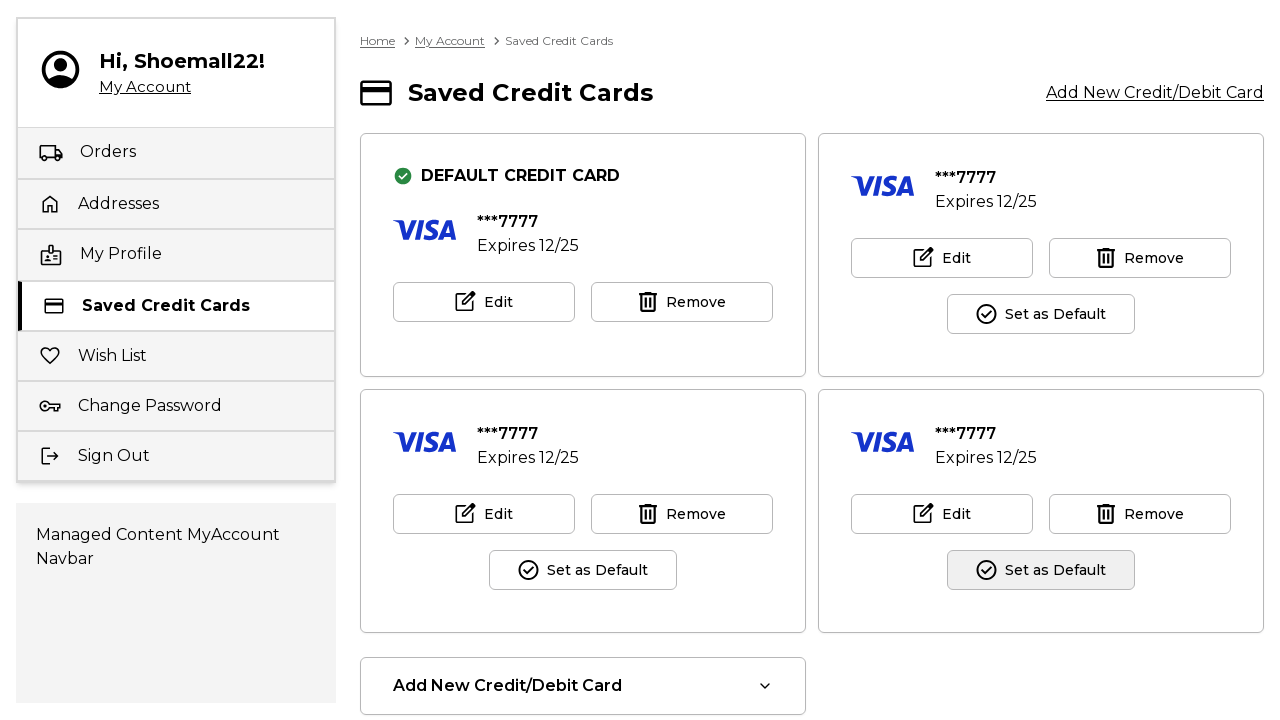 Hi, Shoemall22!
My Account
Orders
Addresses
My Profile
Saved Credit Cards
Wish List
Change Password
Sign Out
Managed Content MyAccount
Navbar
Home
My Account
Saved Credit Cards
Saved Credit Cards
Add New Credit/Debit Card
DEFAULT CREDIT CARD
VISA
***7777
Expires 12/25
Edit
Remove
VISA
***7777
Expires 12/25
Edit
Remove
Set as Default
VISA
***7777
Expires 12/25
Edit
Remove
Set as Default
VISA
***7777
Expires 12/25
Edit
Remove
Set as Default
Add New Credit/Debit Card